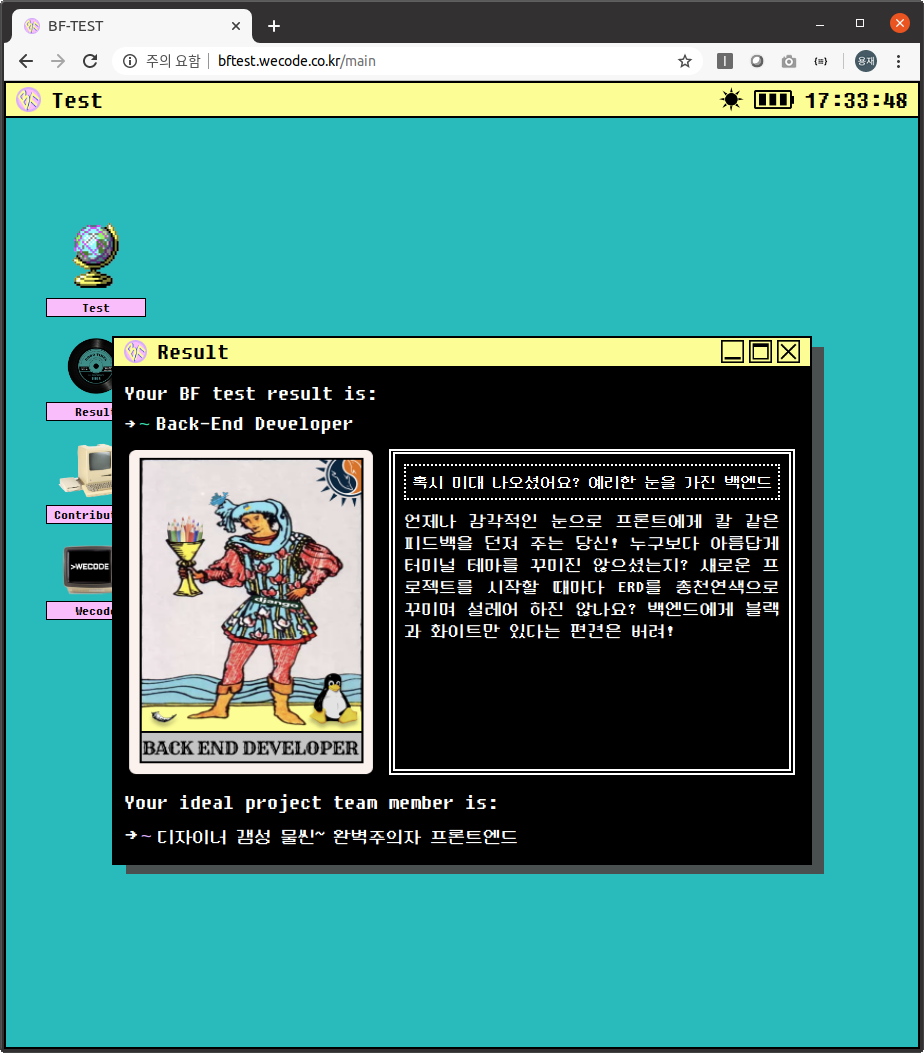 BF-TEST
주의 요함
bftest.wecode.co.kr/main
용재
Test
17:33:48
Test
Result
Your BF test result is:
➜ ~ Back-End Developer
BACK END DEVELOPER
혹시 미대 나오셨어요? 예리한 눈을 가진 백엔드
언제나 감각적인 눈으로 프론트에게 칼 같은
피드백을 던져 주는 당신! 누구보다 아름답게
터미널 테마를 꾸미진 않으셨는지? 새로운 프
로젝트를 시작할 때마다 ERD를 총천연색으로
꾸미며 설레어 하진 않나요? 백엔드에게 블랙
과 화이트만 있다는 편견은 버려!
Your ideal project team member is:
➜ ~ 디자이너 갬성 물씬~ 완벽주의자 프론트엔드
Resul
Contribu
>WECODE
Wecod